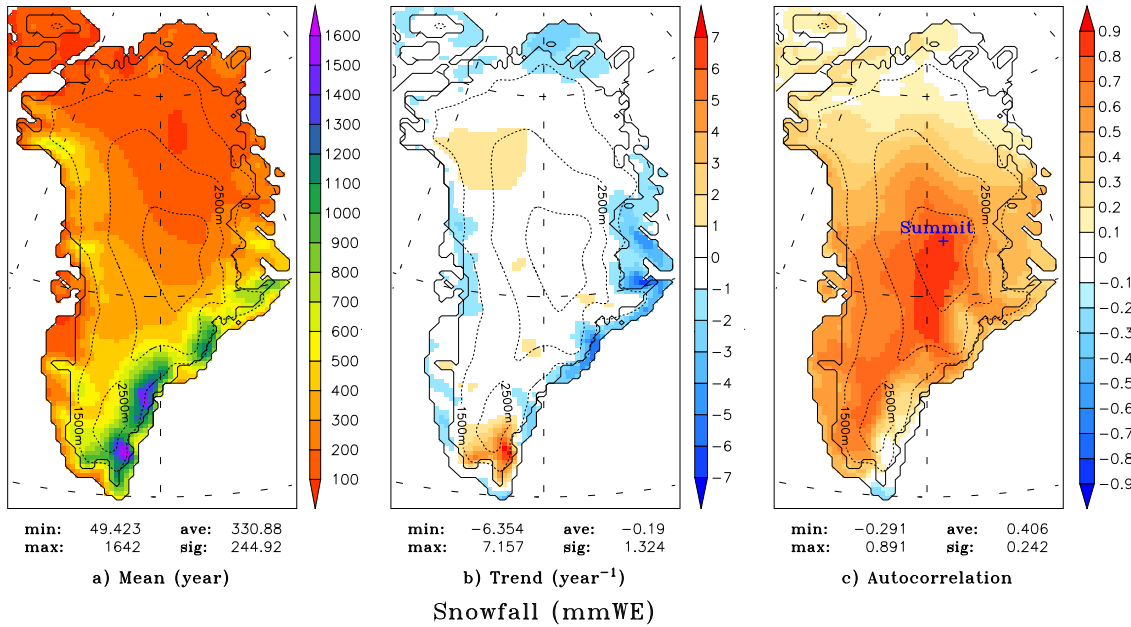 1600
1500
1400
1300
1200
1100
1000
900
800
700
600
500
400
300
200
100
2500m
2500m
1500m
min: 49.423 ave: 330.88
max: 1642 sig: 244.92
a) Mean (year)
7
6
5
4
3
2
1
0
−1
−2
−3
−4
−5
−6
−7
2500m
2500m
1500m
min: −6.354 ave: −0.19
max: 7.157 sig: 1.324
b) Trend (year⁻¹)
0.9
0.8
0.7
0.6
0.5
0.4
0.3
0.2
0.1
0
−0.1
−0.2
−0.3
−0.4
−0.5
−0.6
−0.7
−0.8
−0.9
2500m
Summit
2500m
1500m
min: −0.291 ave: 0.406
max: 0.891 sig: 0.242
c) Autocorrelation
Snowfall (mmWE)